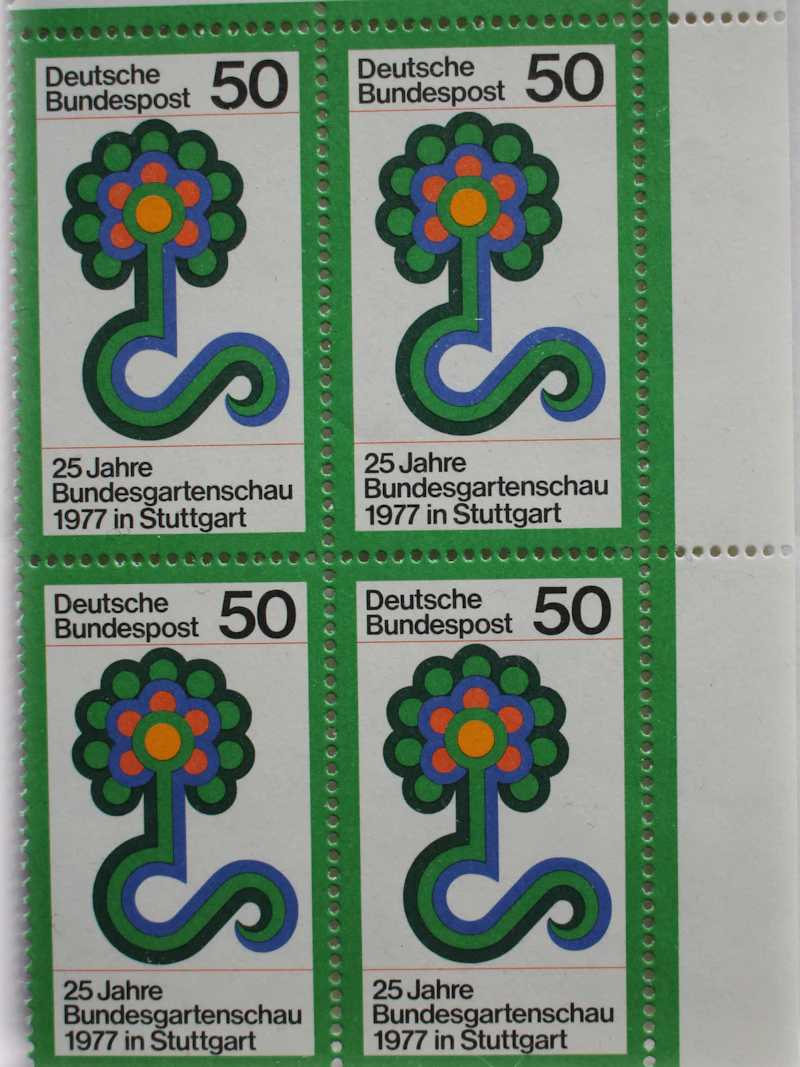 Deutsche
Bundespost 50
25 Jahre
Bundesgartenschau
1977 in Stuttgart
Deutsche
Bundespost 50
25 Jahre
Bundesgartenschau
1977 in Stuttgart
Deutsche
Bundespost 50
25 Jahre
Bundesgartenschau
1977 in Stuttgart
Deutsche
Bundespost 50
25 Jahre
Bundesgartenschau
1977 in Stuttgart